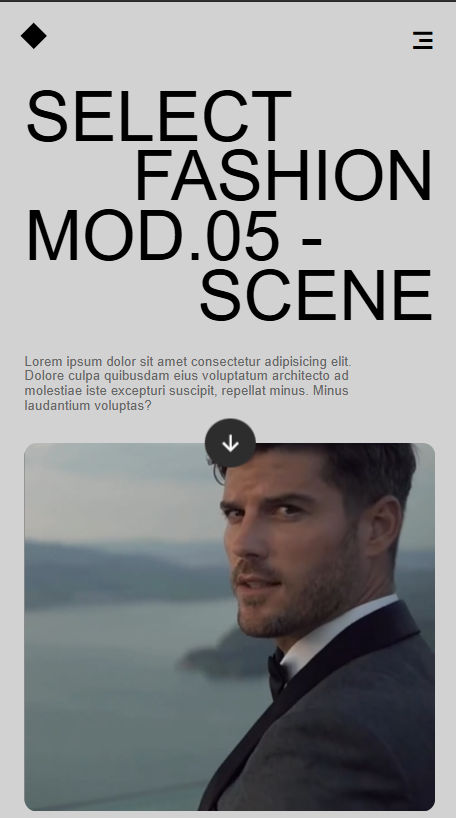 SELECT
FASHION
MOD.05 -
SCENE
Lorem ipsum dolor sit amet consectetur adipisicing elit.
Dolore culpa quibusdam eius voluptatum architecto ad
molestiae iste excepturi suscipit, repellat minus. Minus
laudantium voluptas?